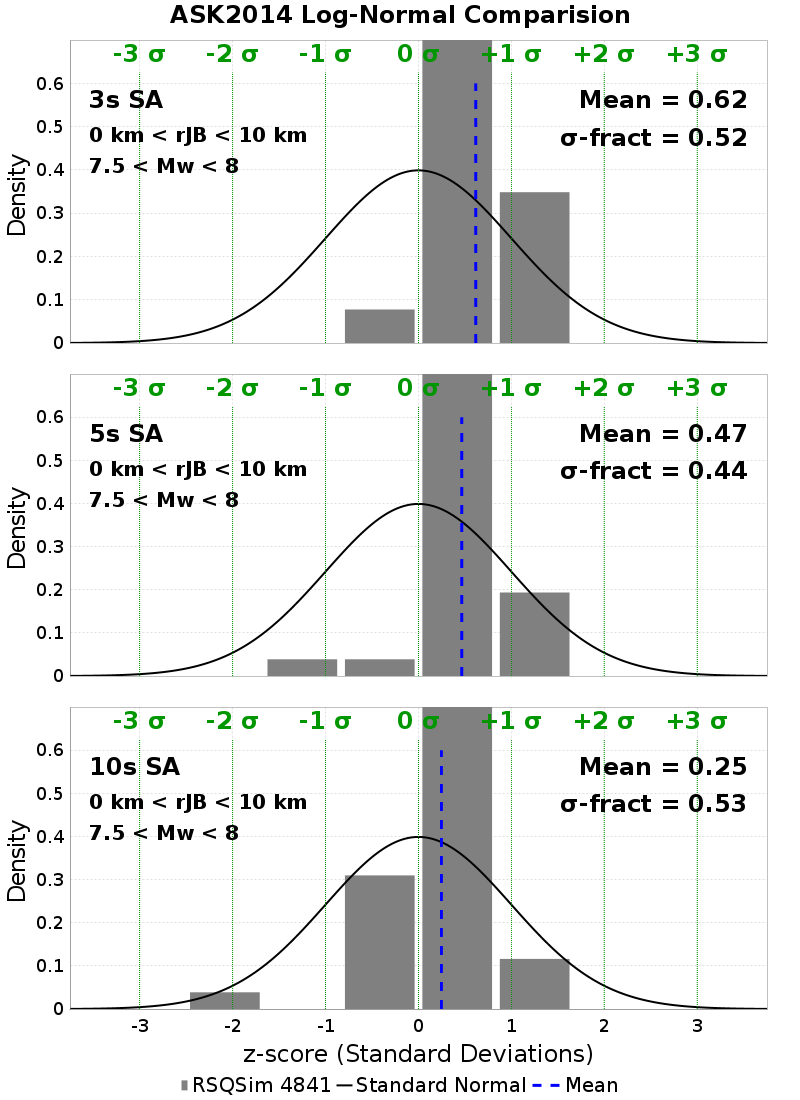 ASK2014 Log-Normal Comparision
-3 σ -2 σ -1 σ 0 σ +1 σ +2 σ +3 σ
3s SA
0 km < rJB < 10 km
7.5 < Mw < 8
Mean = 0.62
σ-fract = 0.52
Density
0.6
0.5
0.4
0.3
0.2
0.1
0
-3 σ -2 σ -1 σ 0 σ +1 σ +2 σ +3 σ
5s SA
0 km < rJB < 10 km
7.5 < Mw < 8
Mean = 0.47
σ-fract = 0.44
Density
0.6
0.5
0.4
0.3
0.2
0.1
0
-3 σ -2 σ -1 σ 0 σ +1 σ +2 σ +3 σ
10s SA
0 km < rJB < 10 km
7.5 < Mw < 8
Mean = 0.25
σ-fract = 0.53
Density
0.6
0.5
0.4
0.3
0.2
0.1
0
-3 -2 -1 0 1 2 3
z-score (Standard Deviations)
RSQSim 4841 Standard Normal Mean